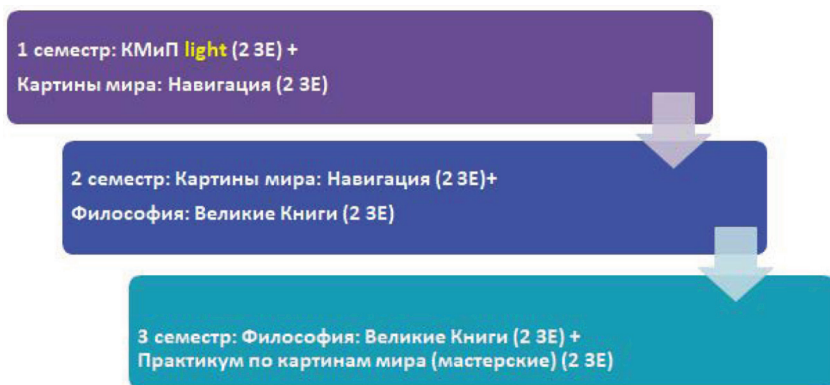 1 семестр: КМиП light (2 ЗЕ) +
Картины мира: Навигация (2 ЗЕ)
2 семестр: Картины мира: Навигация (2 ЗЕ)+
Философия: Великие Книги (2 ЗЕ)
3 семестр: Философия: Великие Книги (2 ЗЕ) +
Практикум по картинам мира (мастерские) (2 ЗЕ)